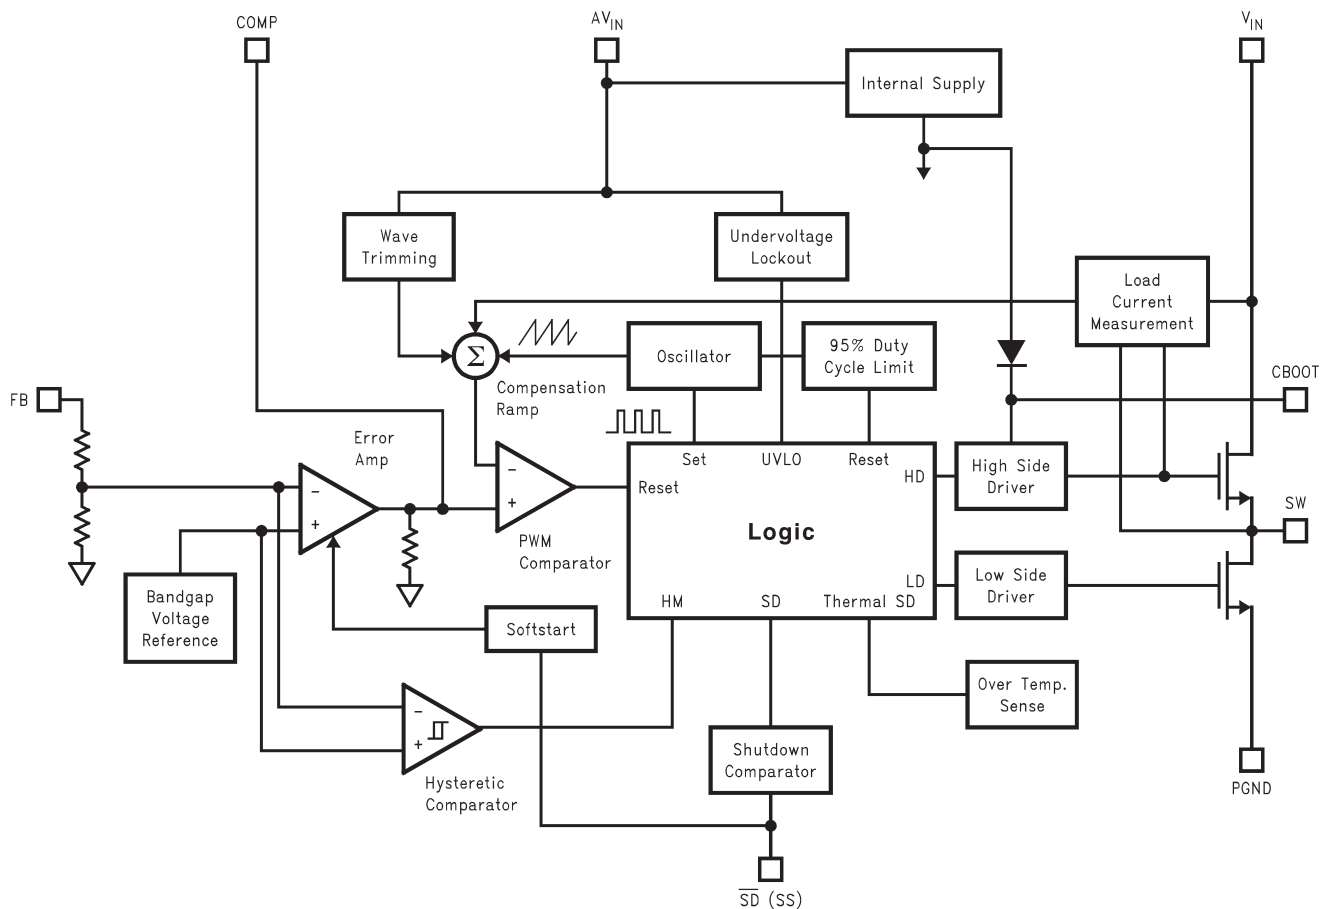 COMP
AVIN
VIN
Internal Supply
Wave
Trimming
Undervoltage
Lockout
Load
Current
Measurement
Σ
Oscillator
95% Duty
Cycle Limit
Compensation
Ramp
CBOOT
FB
Error
Amp
−
+
−
+
PWM
Comparator
Set
UVLO
Reset
Reset
HD
Logic
LD
HM
SD
Thermal SD
High Side
Driver
SW
Low Side
Driver
Bandgap
Voltage
Reference
Softstart
Over Temp.
Sense
−
+
Hysteretic
Comparator
Shutdown
Comparator
PGND
S̅D̅ (SS)